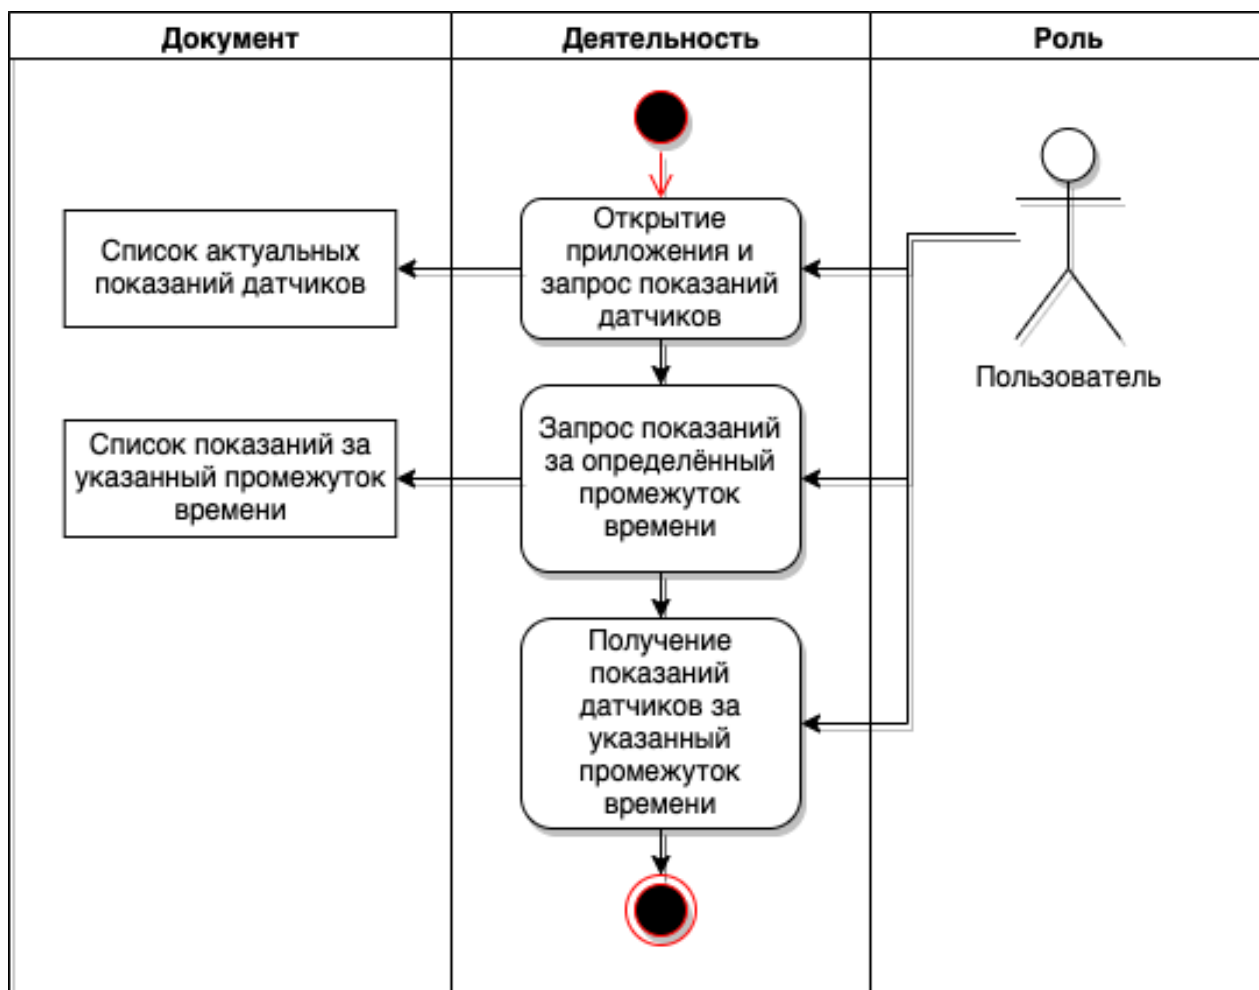 Документ
Деятельность
Роль
Открытие
приложения и
запрос показаний
датчиков
Список актуальных
показаний датчиков
Пользователь
Запрос показаний
за определённый
промежуток
времени
Список показаний за
указанный промежуток
времени
Получение
показаний
датчиков за
указанный
промежуток
времени